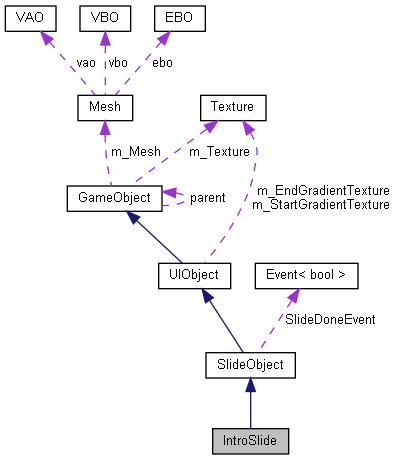 VAO
VBO
EBO
vao
vbo
ebo
Mesh
Texture
m_Mesh
m_Texture
m_EndGradientTexture
m_StartGradientTexture
GameObject
parent
UIObject
Event< bool >
SlideDoneEvent
SlideObject
IntroSlide